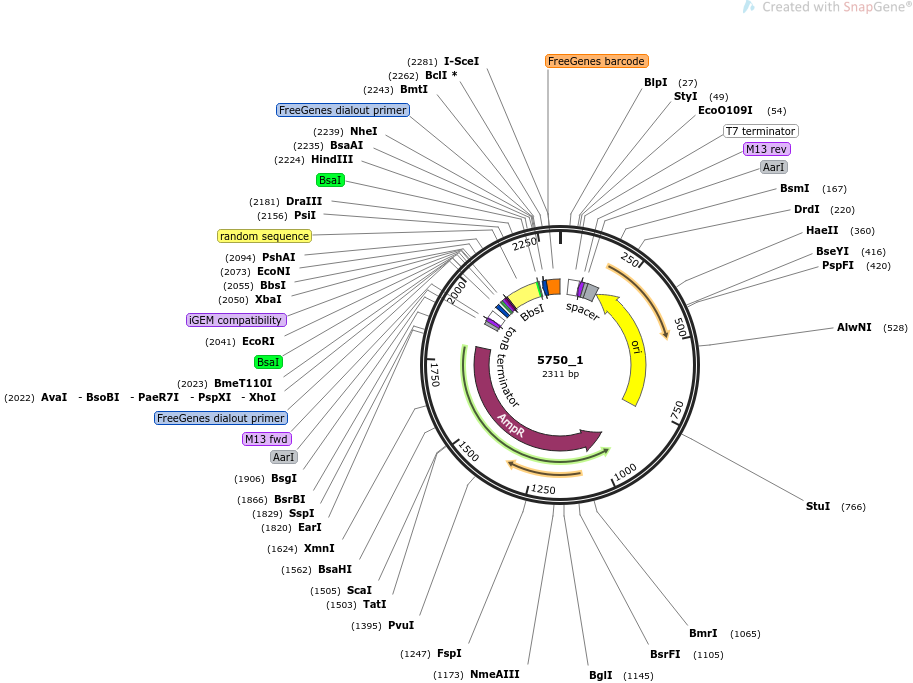 Created with SnapGene®
(2281) I-SceI
FreeGenes barcode
(2262) BclI *
(2243) BmtI
BlpI (27)
StyI (49)
FreeGenes dialout primer
EcoO109I (54)
(2239) NheI
T7 terminator
(2235) BsaAI
M13 rev
(2224) HindIII
AarI
BsaI
BsmI (167)
(2181) DraIII
DrdI (220)
(2156) PsiI
random sequence
HaeII (360)
(2094) PshAI
BseYI (416)
(2073) EcoNI
PspFI (420)
(2055) BbsI
(2050) XbaI
iGEM compatibility
AlwNI (528)
(2041) EcoRI
BsaI
(2023) BmeT110I
(2022) AvaI - BsoBI - PaeR7I - PspXI - XhoI
FreeGenes dialout primer
M13 fwd
AarI
(1906) BsgI
(1866) BsrBI
StuI (766)
(1829) SspI
(1820) EarI
(1624) XmnI
(1562) BsaHI
(1505) ScaI
(1503) TatI
(1395) PvuI
BmrI (1065)
(1247) FspI
BsrFI (1105)
(1173) NmeAIII
BglI (1145)
2250
250
2000
500
1750
750
1500
1000
1250
BbsI
spacer
tonB terminator
ori
AmpR
5750_1
2311 bp